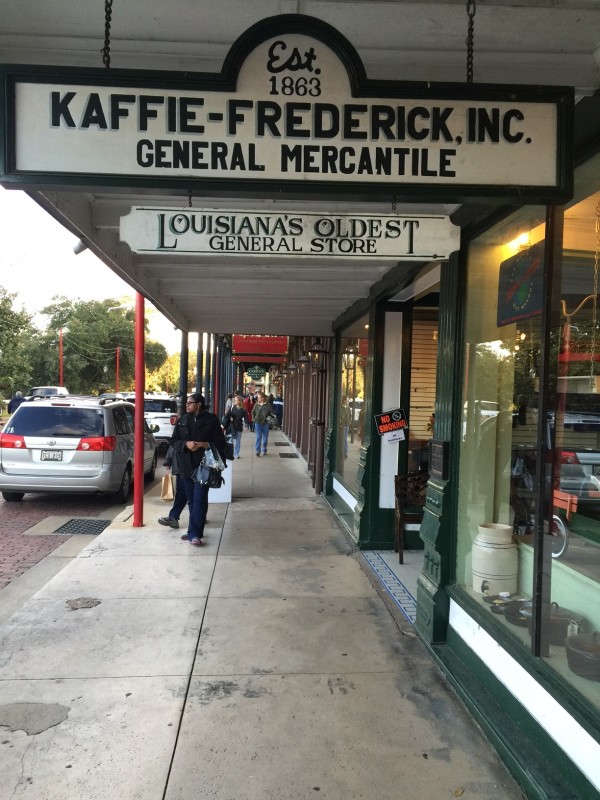 Est.
1863
KAFFIE-FREDERICK, INC.
GENERAL MERCANTILE
LOUISIANA'S OLDEST
GENERAL STORE
NO
SMOKING